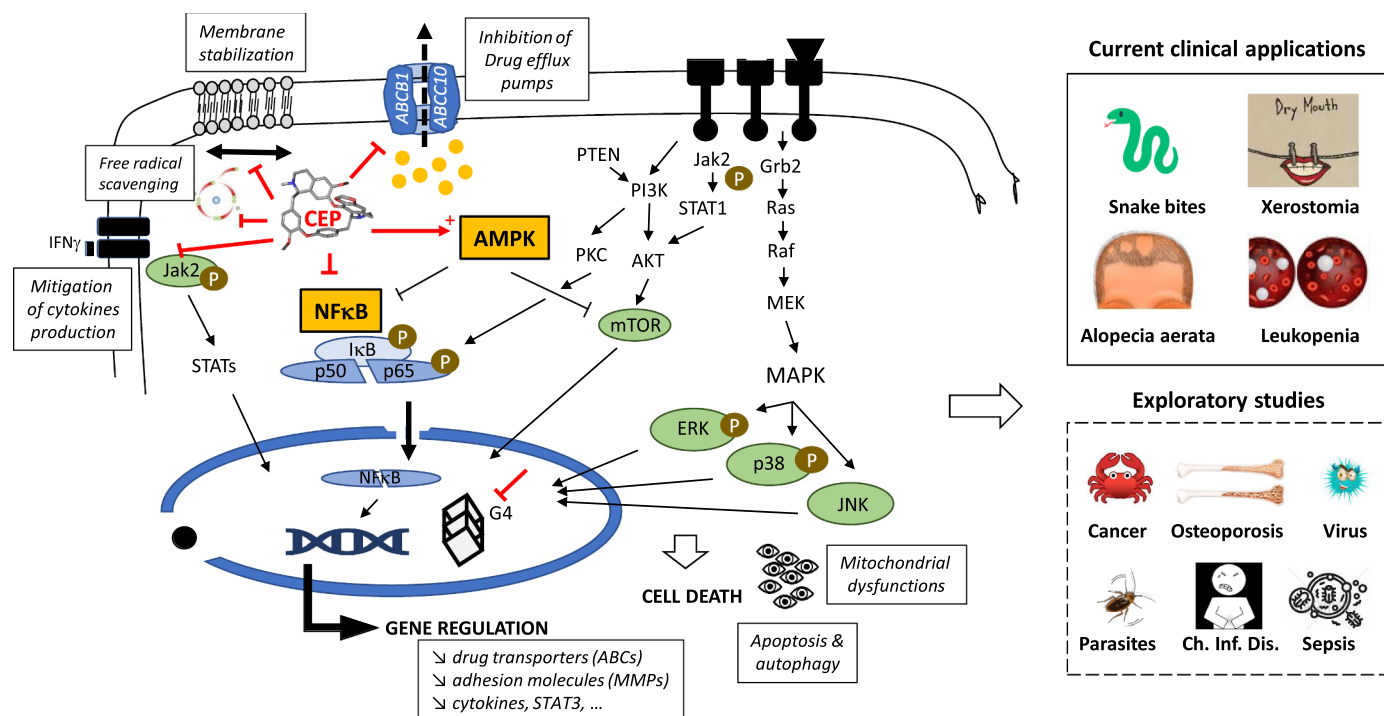 Membrane
stabilization
Inhibition of
Drug efflux
pumps
ABCB1
ABCC10
Free radical
scavenging
IFNγ
Jak2
P
Mitigation
of cytokines
production
STATs
CEP
+
AMPK
NFκB
P
IκB
p50
p65
P
PTEN
PI3K
Jak2
P
STAT1
PKC
AKT
mTOR
Grb2
Ras
Raf
MEK
MAPK
ERK
P
p38
P
JNK
NFκB
G4
GENE REGULATION
↘ drug transporters (ABCs)
↘ adhesion molecules (MMPs)
↘ cytokines, STAT3, …
CELL DEATH
Mitochondrial
dysfunctions
Apoptosis &
autophagy
Current clinical applications
Dry Mouth
Snake bites
Xerostomia
Alopecia aerata
Leukopenia
Exploratory studies
Cancer
Osteoporosis
Virus
Parasites
Ch. Inf. Dis.
Sepsis